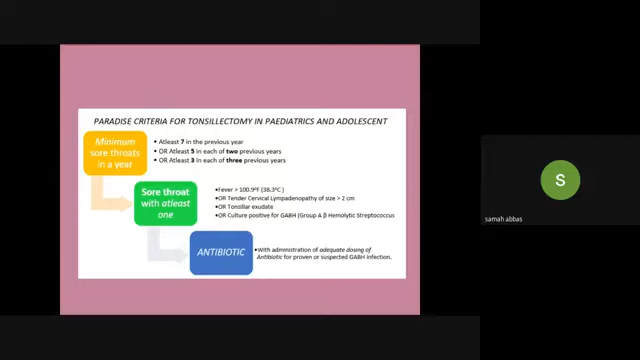 PARADISE CRITERIA FOR TONSILLECTOMY IN PAEDIATRICS AND ADOLESCENT
Minimum
sore throats
in a year
• Atleast 7 in the previous year
• OR Atleast 5 in each of two previous years
• OR Atleast 3 in each of three previous years
Sore throat
with atleast
one
•Fever > 100.9ºF (38.3ºC)
•OR Tender Cervical Lympadenopathy of size > 2 cm
•OR Tonsillar exudate
•OR Culture positive for GABH (Group A β Hemolytic Streptococcus
ANTIBIOTIC
•With administration of adequate dosing of
Antibiotic for proven or suspected GABH infection.
S
samah abbas